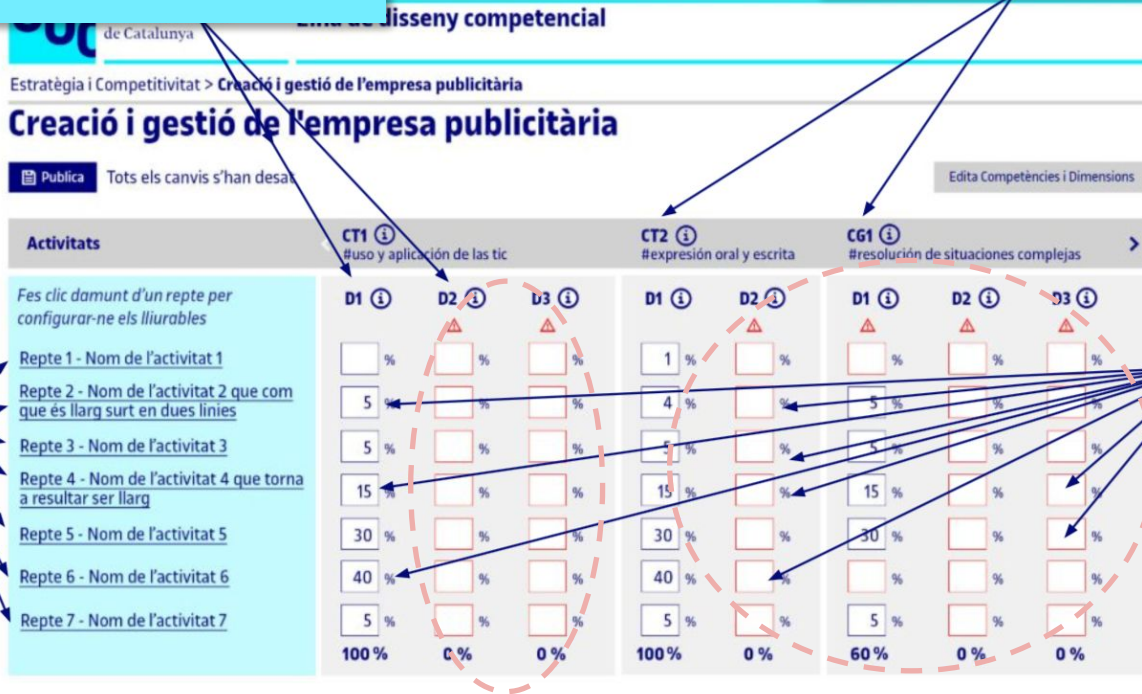 de Catalunya
Eina de disseny competencial
Estratègia i Competitivitat > Creació i gestió de l'empresa publicitària
Creació i gestió de l'empresa publicitària
Publica Tots els canvis s'han desat
Edita Competències i Dimensions
Activitats
CT1 CT2 CG1
#uso y aplicación de las tic #expresión oral y escrita #resolución de situaciones complejas
Fes clic damunt d'un repte per
configurar-ne els lliurables
D1 D2 D3 D1 D2 D1 D2 D3
Repte 1 - Nom de l'activitat 1 % % % 1 % % % % %
Repte 2 - Nom de l'activitat 2 que com
que és llarg surt en dues linies
5 % % % 4 % % 5 % % %
Repte 3 - Nom de l'activitat 3 5 % % % 5 % % 5 % % %
Repte 4 - Nom de l'activitat 4 que torna
a resultar ser llarg
15 % % % 15 % % 15 % % %
Repte 5 - Nom de l'activitat 5 30 % % % 30 % % 30 % % %
Repte 6 - Nom de l'activitat 6 40 % % % 40 % % % % %
Repte 7 - Nom de l'activitat 7 5 % % % 5 % % 5 % % %
100 % 0 % 0 % 100 % 0 % 60 % 0 % 0 %